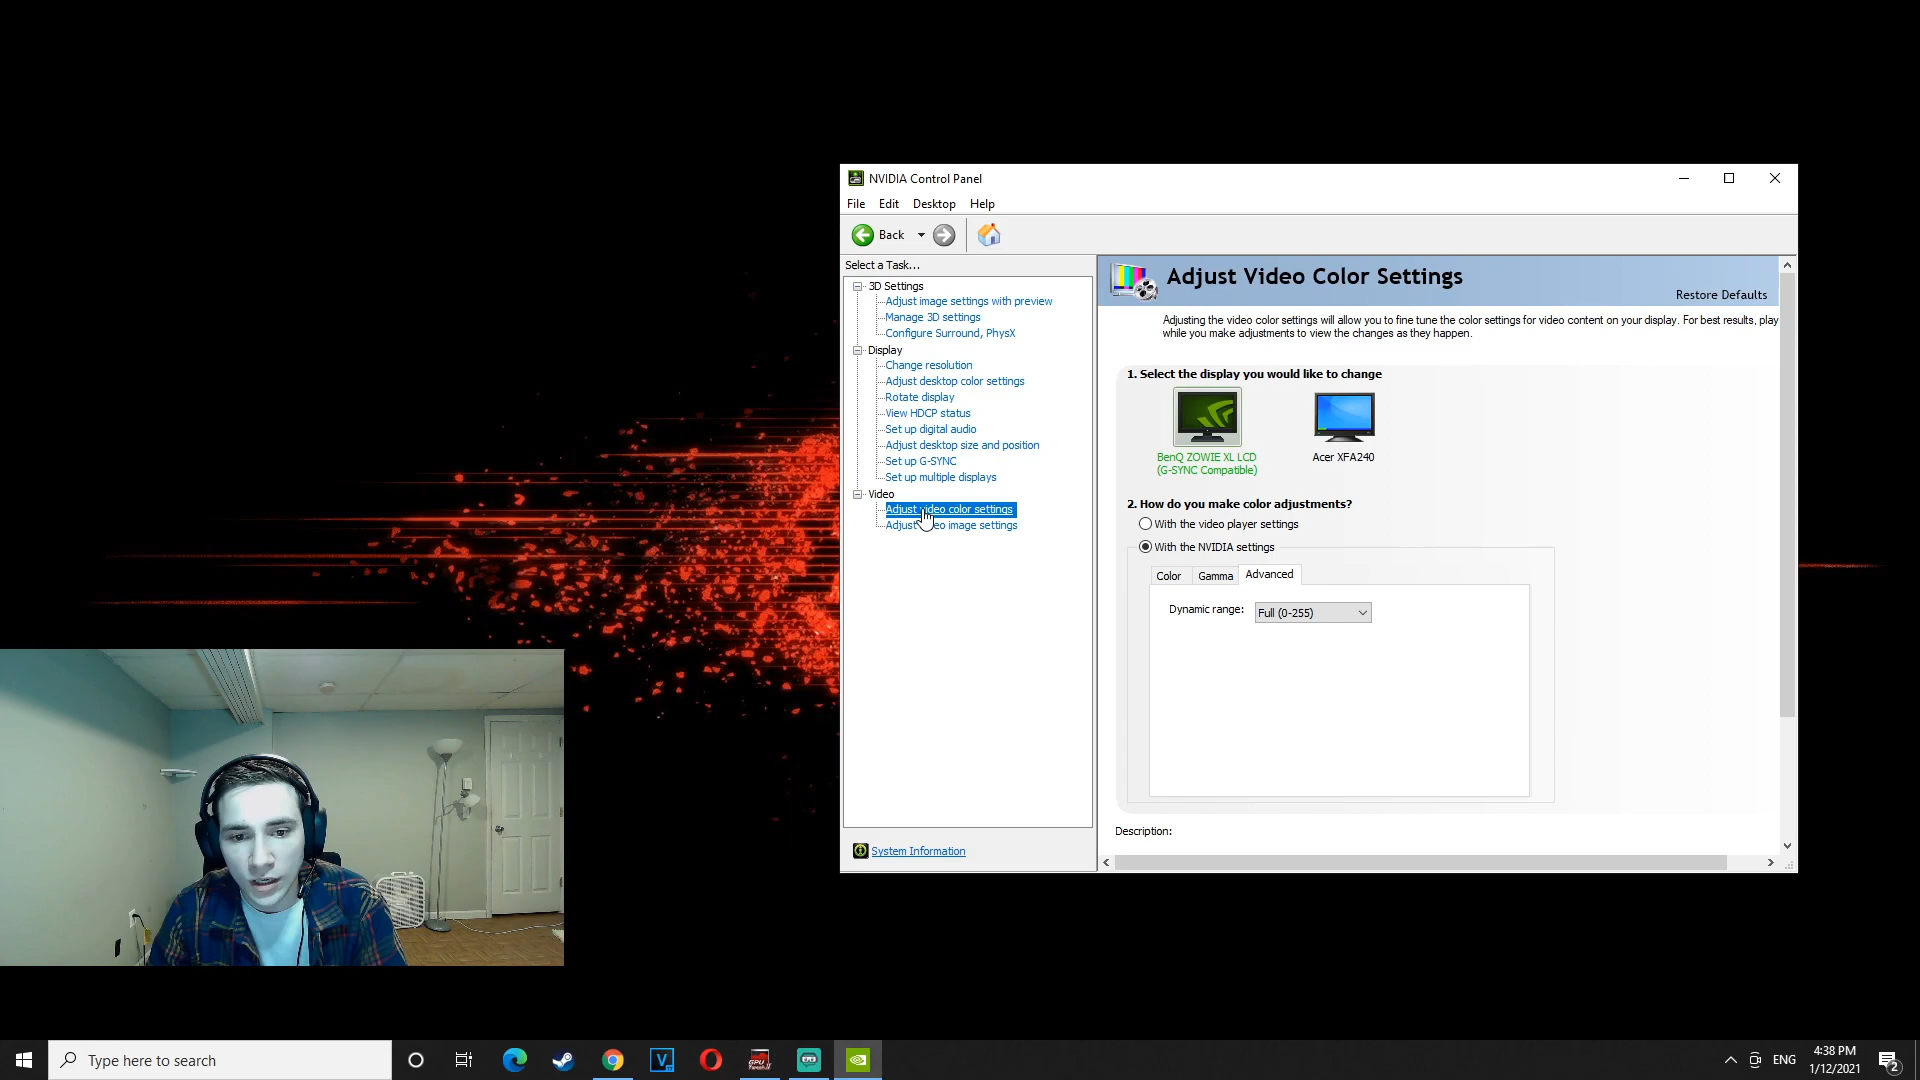 NVIDIA Control Panel
File Edit Desktop Help
Back
Select a Task...
3D Settings
Adjust image settings with preview
Manage 3D settings
Configure Surround, PhysX
Display
Change resolution
Adjust desktop color settings
Rotate display
View HDCP status
Set up digital audio
Adjust desktop size and position
Set up G-SYNC
Set up multiple displays
Video
Adjust video color settings
Adjust video image settings
System Information
Adjust Video Color Settings
Restore Defaults
Adjusting the video color settings will allow you to fine tune the color settings for video content on your display. For best results, play
while you make adjustments to view the changes as they happen.
1. Select the display you would like to change
BenQ ZOWIE XL LCD
(G-SYNC Compatible)
Acer XFA240
2. How do you make color adjustments?
With the video player settings
With the NVIDIA settings
Color Gamma Advanced
Dynamic range: Full (0-255)
Description:
Type here to search
ENG
4:38 PM
1/12/2021
2